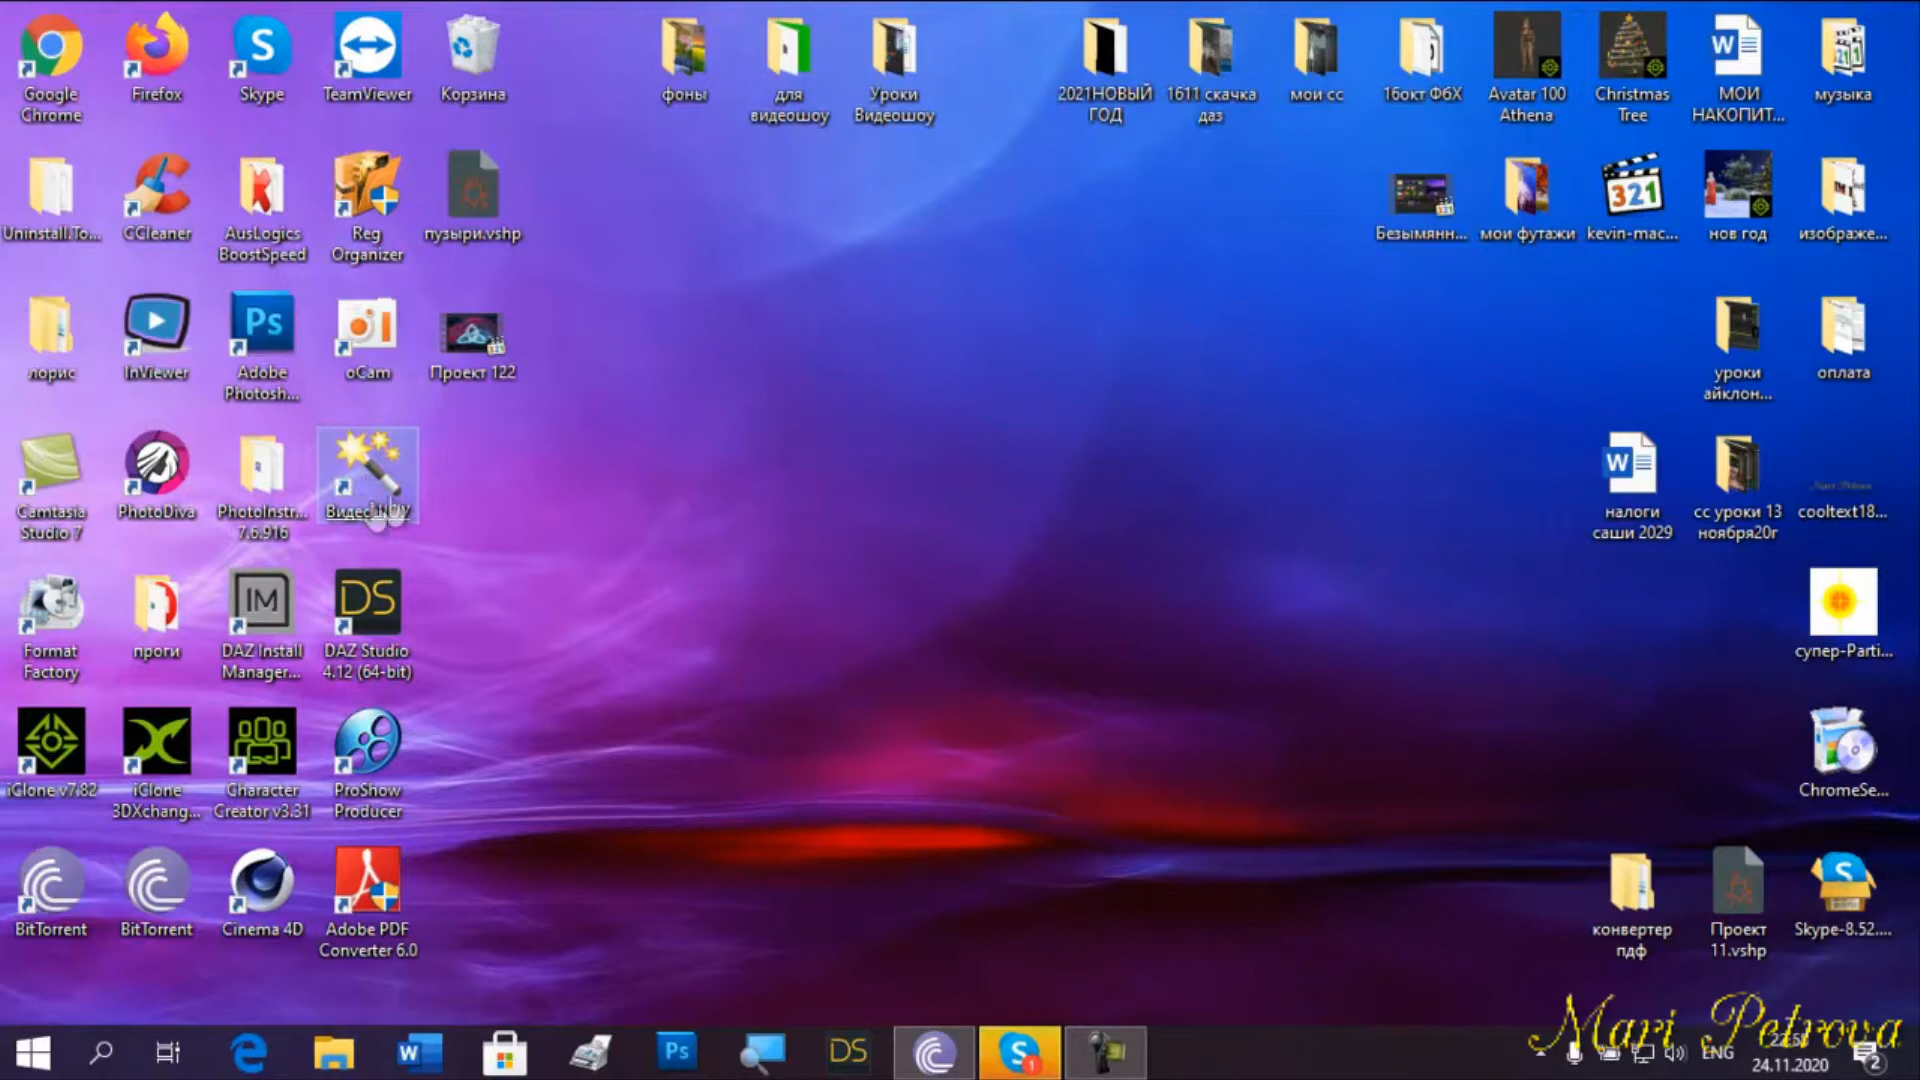 Google
Chrome
Firefox
Skype
TeamViewer
Корзина
фоны
для
видеошоу
Уроки
Видеошоу
2021НОВЫЙ
ГОД
1611 скачка
даз
мои сс
16окт ФбХ
Avatar 100
Athena
Christmas
Tree
МОИ
НАКОПИТ...
музыка
Uninstall.To...
CCleaner
AusLogics
BoostSpeed
Reg
Organizer
пузыри.vshp
Безымянн...
мои футажи
kevin-mac...
нов год
изображе...
лорис
InViewer
Adobe
Photosh...
oCam
Проект 122
уроки
айклон...
оплата
Camtasia
Studio 7
PhotoDiva
PhotoInstr...
7.6.916
ВидеоШОУ
налоги
саши 2029
сс уроки 13
ноября20г
cooltext18...
Format
Factory
проги
DAZ Install
Manager...
DAZ Studio
4.12 (64-bit)
супер-Parti...
iClone v7.82
iClone
3DXchang...
Character
Creator v3.31
ProShow
Producer
ChromeSe...
BitTorrent
BitTorrent
Cinema 4D
Adobe PDF
Converter 6.0
конвертер
пдф
Проект
11.vshp
Skype-8.52....
Mari Petrova
ENG
24.11.2020